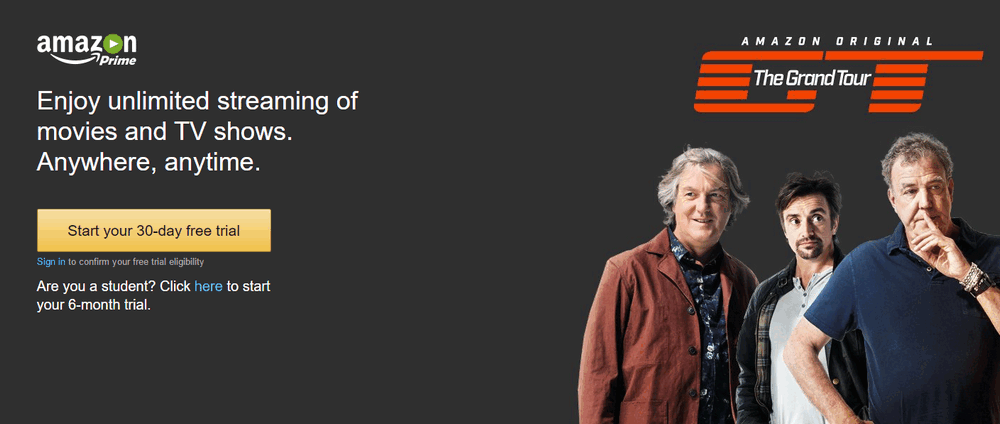 amazon
Prime
Enjoy unlimited streaming of
movies and TV shows.
Anywhere, anytime.
Start your 30-day free trial
Sign in to confirm your free trial eligibility
Are you a student? Click here to start
your 6-month trial.
AMAZON ORIGINAL
GT
The Grand Tour